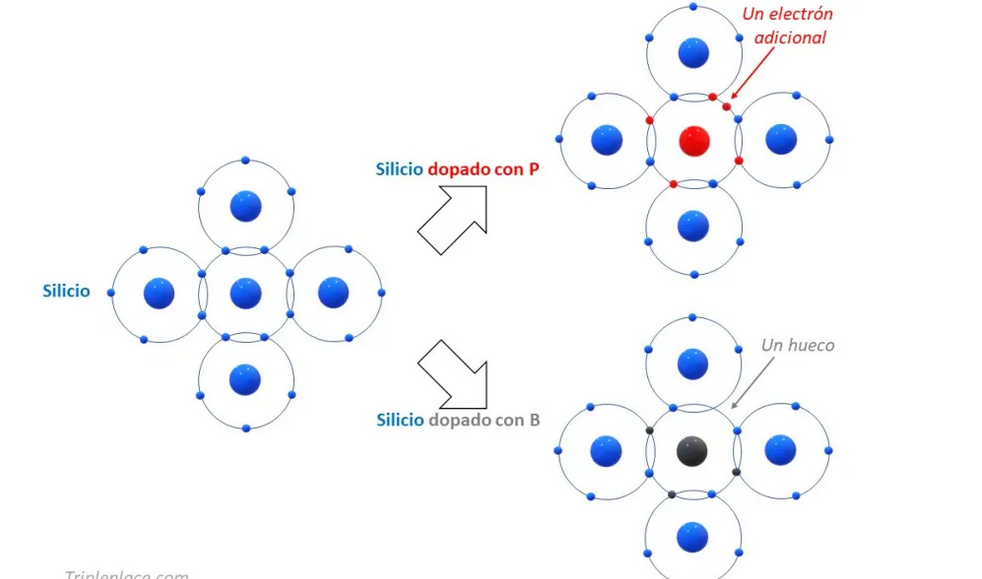 Un electrón
adicional
Silicio dopado con P
Silicio
Un hueco
Silicio dopado con B
Triplenlace.com